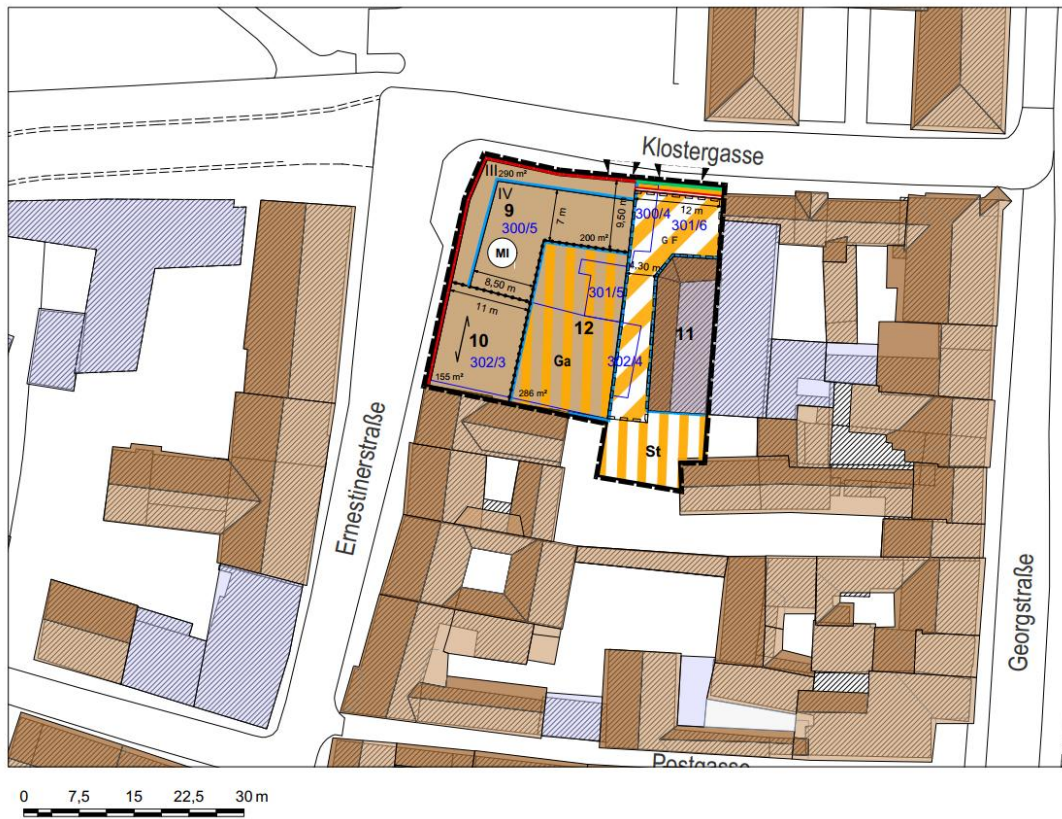 Klostergasse
III
290 m²
IV
9
300/5
7 m
9,50 m
300/4
12 m
301/6
G F
MI
200 m²
4,30 m
8,50 m
301/5
11 m
12
11
10
302/3
Ga
302/4
155 m²
286 m²
St
Ernestinerstraße
Georgstraße
Postgasse
0 7,5 15 22,5 30 m